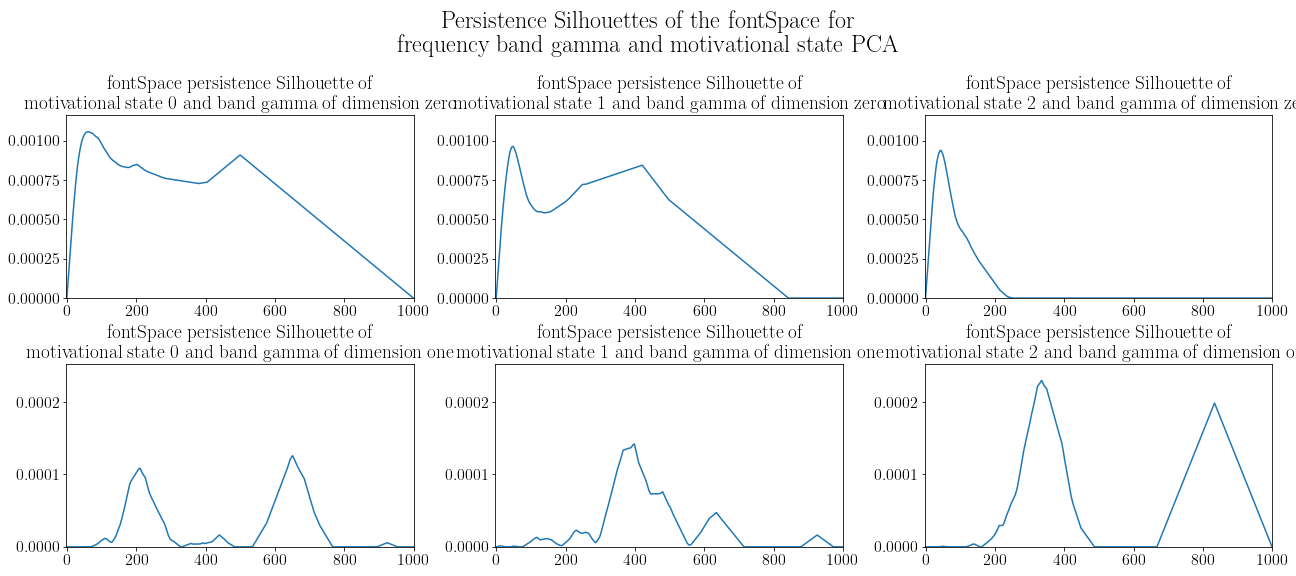 Persistence Silhouettes of the fontSpace for
frequency band gamma and motivational state PCA
fontSpace persistence Silhouette of
motivational state 0 and band gamma of dimension zero
fontSpace persistence Silhouette of
motivational state 1 and band gamma of dimension zero
fontSpace persistence Silhouette of
motivational state 2 and band gamma of dimension ze
0.00100
0.00075
0.00050
0.00025
0.00000
0 200 400 600 800 1000
0.00100
0.00075
0.00050
0.00025
0.00000
0 200 400 600 800 1000
0.00100
0.00075
0.00050
0.00025
0.00000
0 200 400 600 800 1000
fontSpace persistence Silhouette of
motivational state 0 and band gamma of dimension one
fontSpace persistence Silhouette of
motivational state 1 and band gamma of dimension one
fontSpace persistence Silhouette of
motivational state 2 and band gamma of dimension o
0.0002
0.0001
0.0000
0 200 400 600 800 1000
0.0002
0.0001
0.0000
0 200 400 600 800 1000
0.0002
0.0001
0.0000
0 200 400 600 800 1000